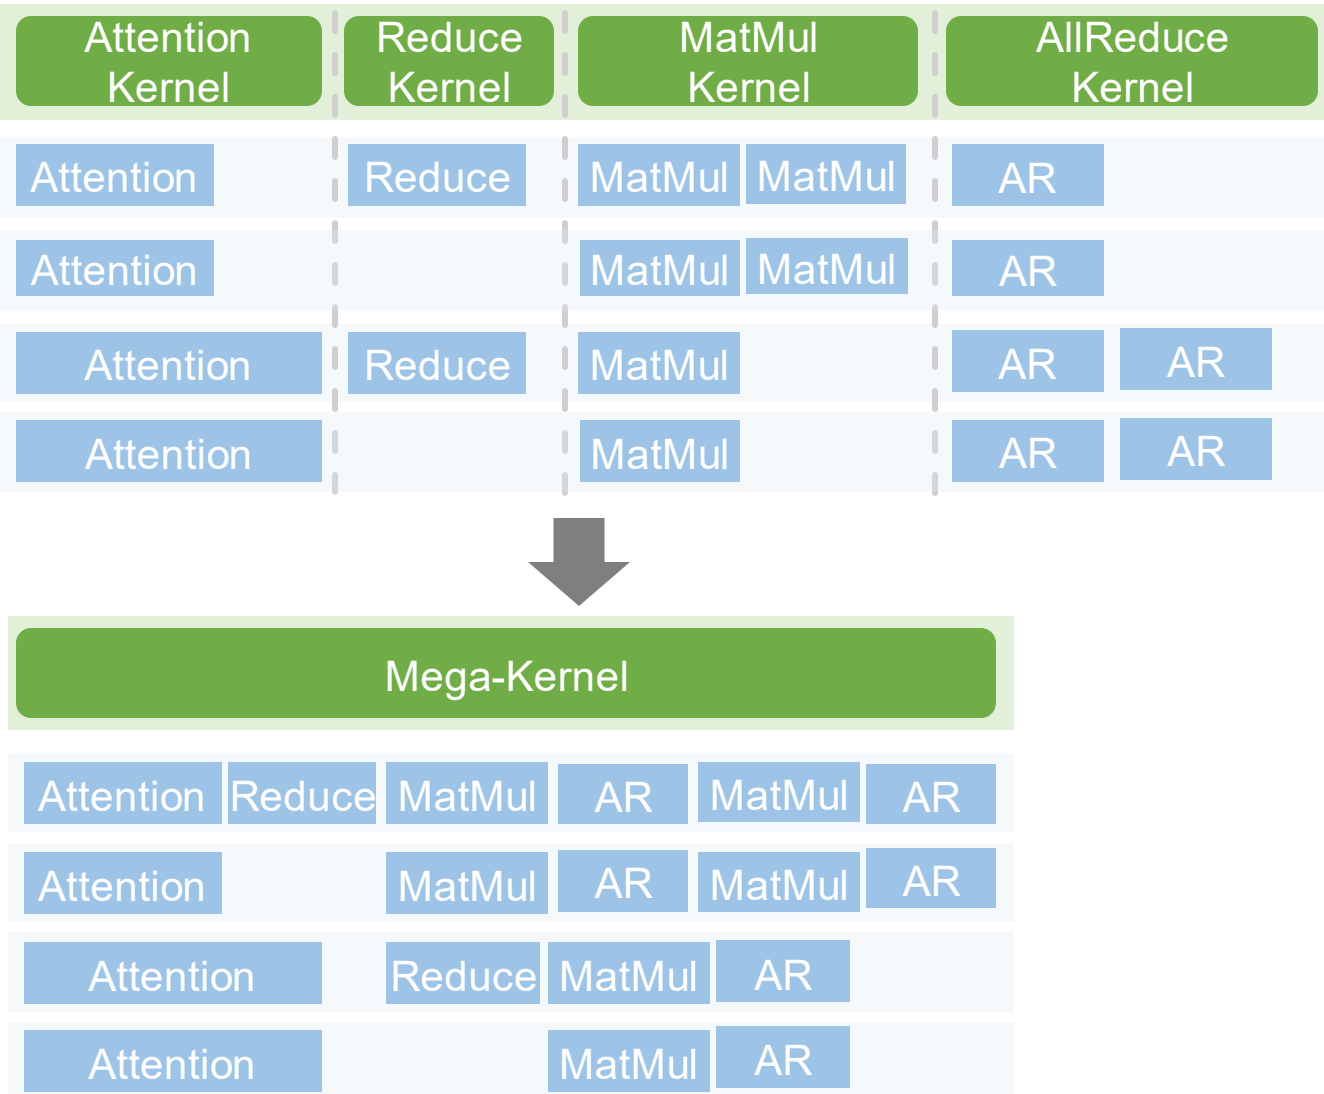 Attention Kernel
Reduce Kernel
MatMul Kernel
AllReduce Kernel
Attention Reduce MatMul MatMul AR
Attention MatMul MatMul AR
Attention Reduce MatMul AR AR
Attention MatMul AR AR
Mega-Kernel
Attention Reduce MatMul AR MatMul AR
Attention MatMul AR MatMul AR
Attention Reduce MatMul AR
Attention MatMul AR